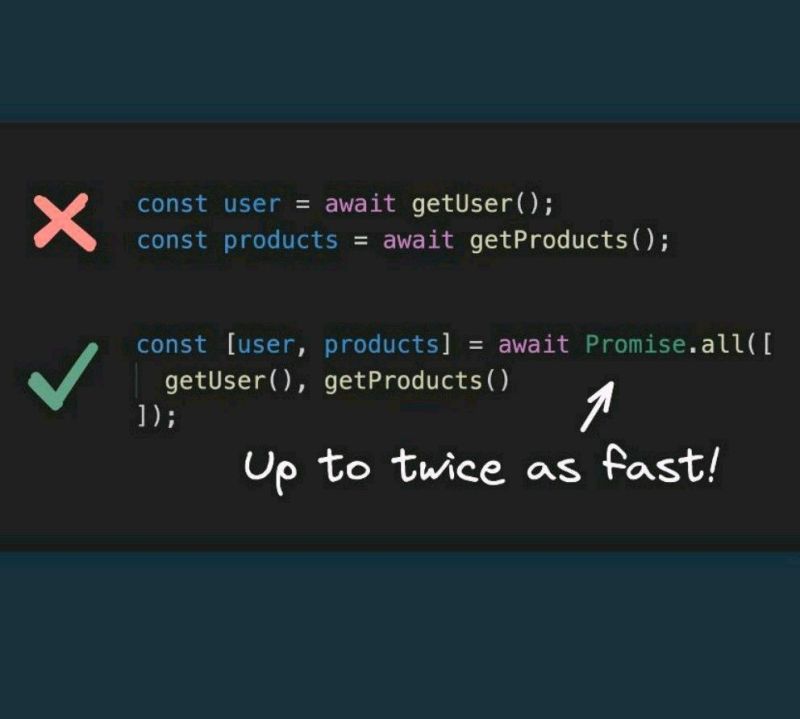 const user = await getUser();
const products = await getProducts();
const [user, products] = await Promise.all([
getUser(), getProducts()
]);
Up to twice as fast!